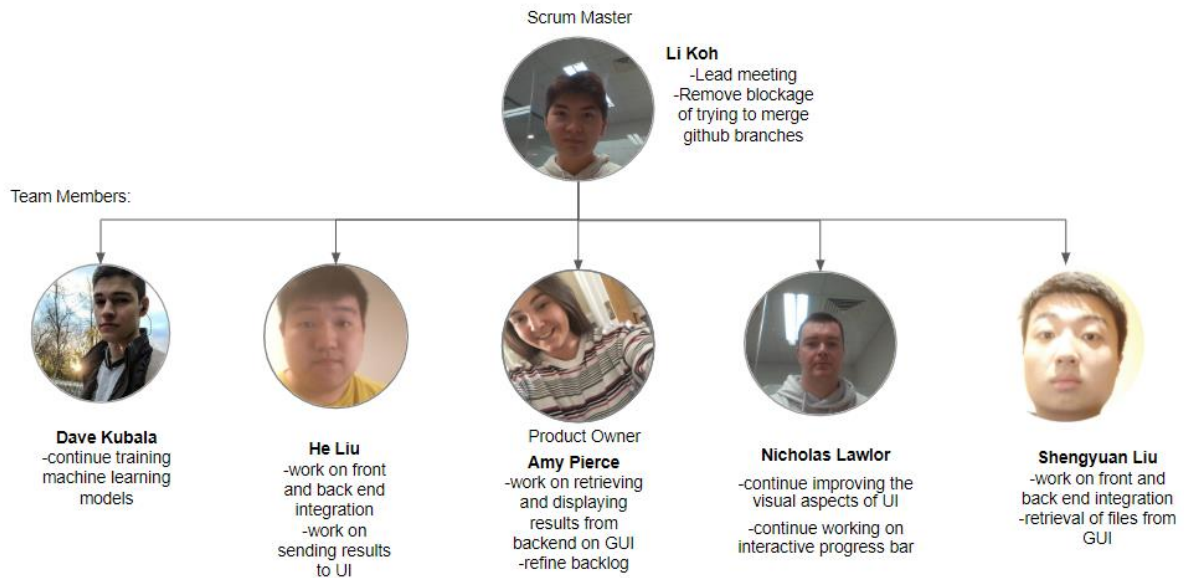 Scrum Master
Li Koh
-Lead meeting
-Remove blockage
of trying to merge
github branches
Team Members:
Dave Kubala
-continue training
machine learning
models
He Liu
-work on front
and back end
integration
-work on
sending results
to UI
Product Owner
Amy Pierce
-work on retrieving
and displaying
results from
backend on GUI
-refine backlog
Nicholas Lawlor
-continue improving the
visual aspects of UI
-continue working on
interactive progress bar
Shengyuan Liu
-work on front and
back end integration
-retrieval of files from
GUI